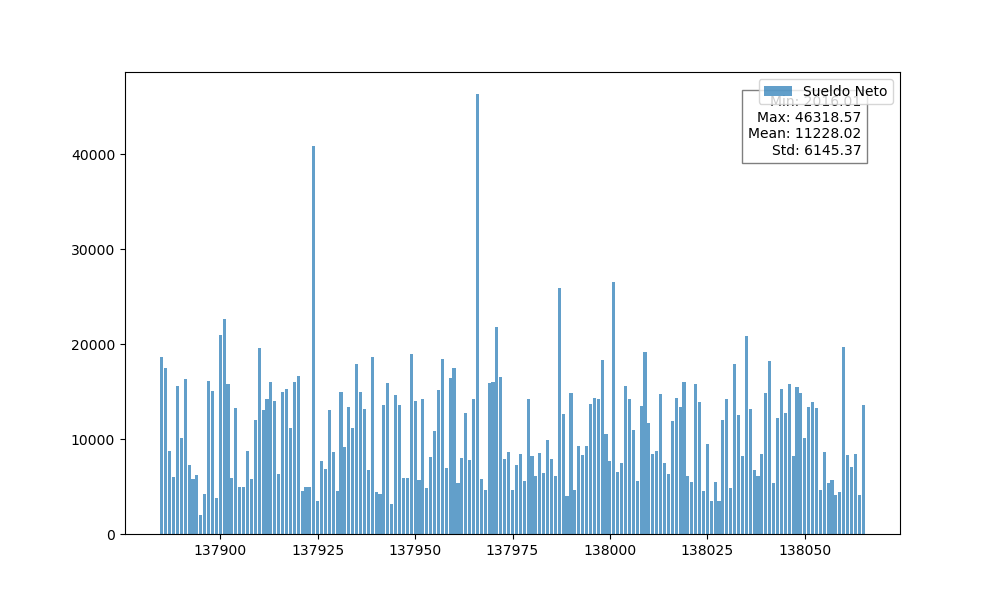 Sueldo Neto
Min: 2016.01
Max: 46318.57
Mean: 11228.02
Std: 6145.37
40000
30000
20000
10000
0
137900 137925 137950 137975 138000 138025 138050